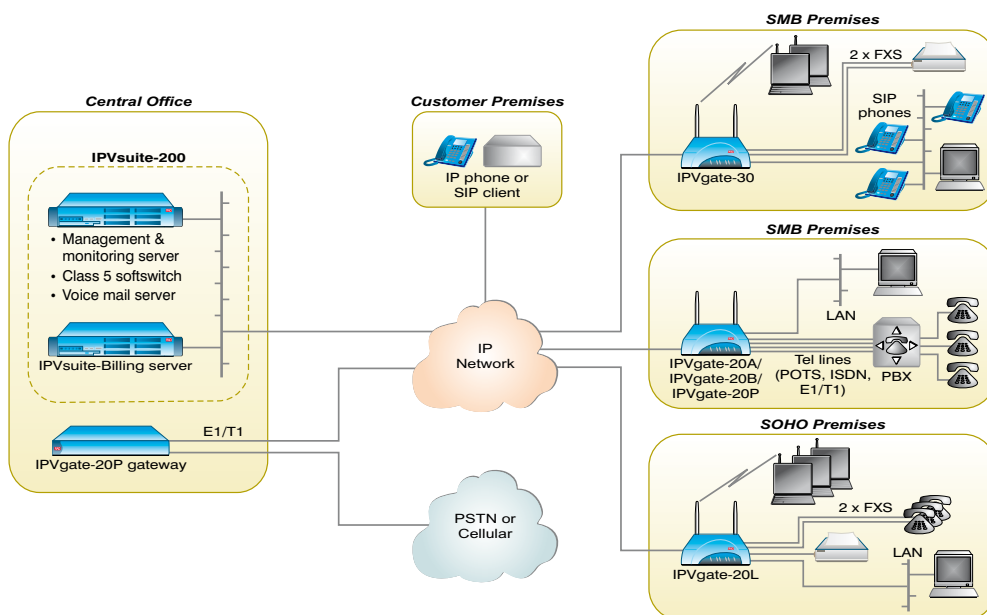 Central Office
IPVsuite-200
• Management &
monitoring server
• Class 5 softswitch
• Voice mail server
IPVsuite-Billing server
E1/T1
IPVgate-20P gateway
Customer Premises
IP phone or
SIP client
IP
Network
PSTN or
Cellular
SMB Premises
2 x FXS
SIP
phones
IPVgate-30
SMB Premises
LAN
IPVgate-20A/
IPVgate-20B/
IPVgate-20P
Tel lines
(POTS, ISDN,
E1/T1)
PBX
SOHO Premises
2 x FXS
LAN
IPVgate-20L